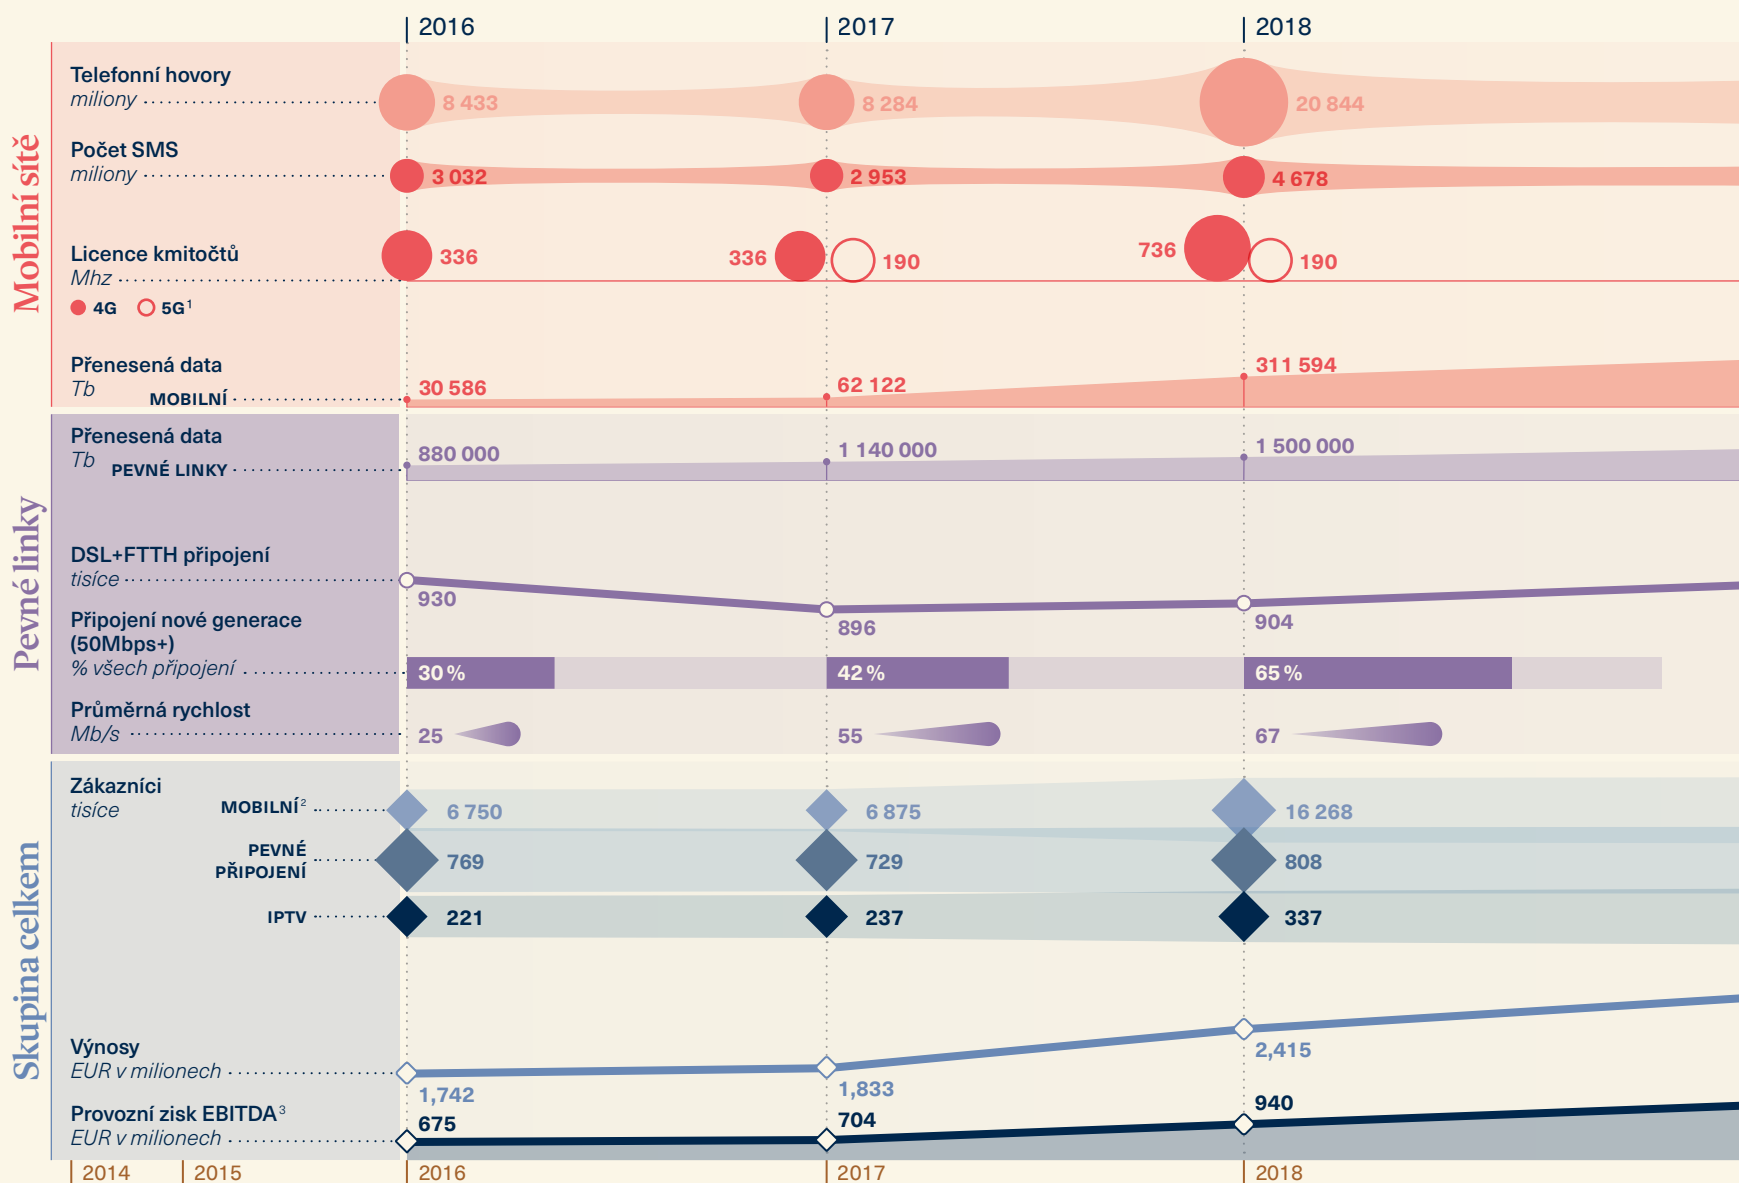 2016 2017 2018
Mobilní sítě
Telefonní hovory
miliony 8 433 8 284 20 844
Počet SMS
miliony 3 032 2 953 4 678
Licence kmitočtů
Mhz 336 336 190 736 190
4G 5G¹
Přenesená data
Tb MOBILNÍ 30 586 62 122 311 594
Pevné linky
Přenesená data
Tb PEVNÉ LINKY 880 000 1 140 000 1 500 000
DSL+FTTH připojení
tisíce 930 896 904
Připojení nové generace
(50Mbps+)
% všech připojení 30 % 42 % 65 %
Průměrná rychlost
Mb/s 25 55 67
Skupina celkem
Zákazníci
tisíce MOBILNÍ² 6 750 6 875 16 268
PEVNÉ
PŘIPOJENÍ 769 729 808
IPTV 221 237 337
Výnosy
EUR v milionech 1,742 1,833 2,415
Provozní zisk EBITDA³
EUR v milionech 675 704 940
2014 2015 2016 2017 2018